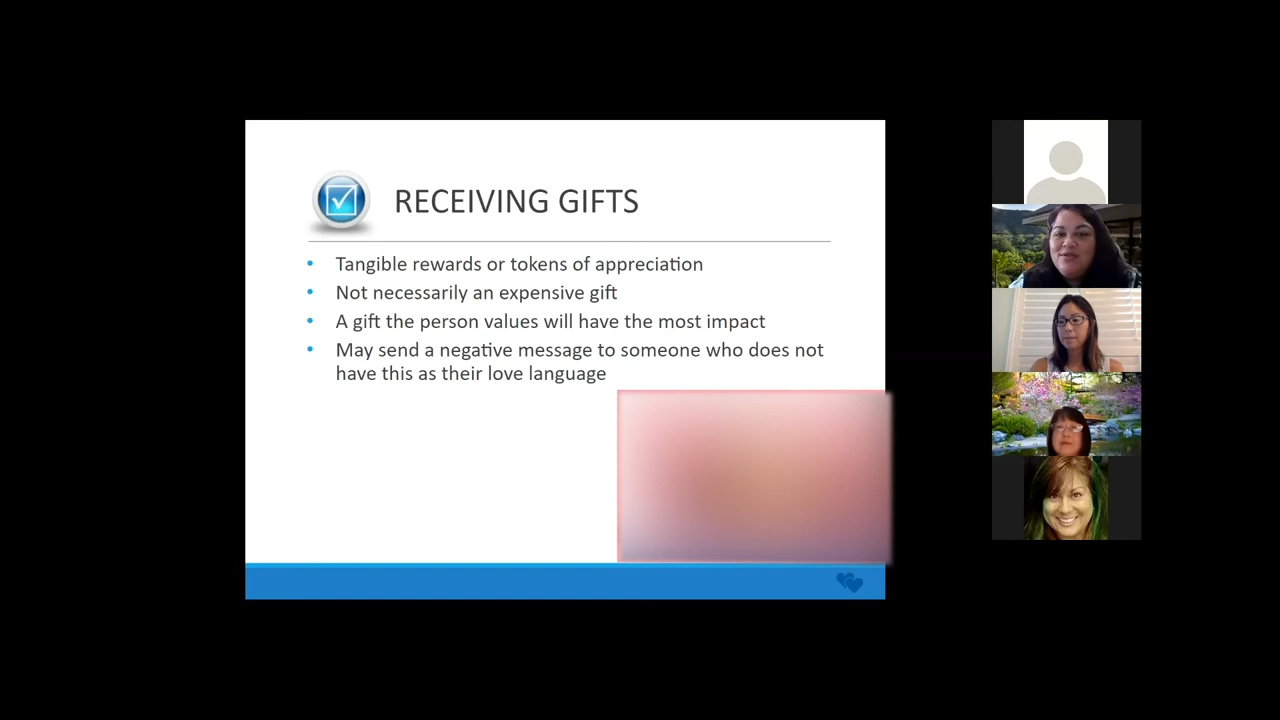 RECEIVING GIFTS
• Tangible rewards or tokens of appreciation
• Not necessarily an expensive gift
• A gift the person values will have the most impact
• May send a negative message to someone who does not
have this as their love language